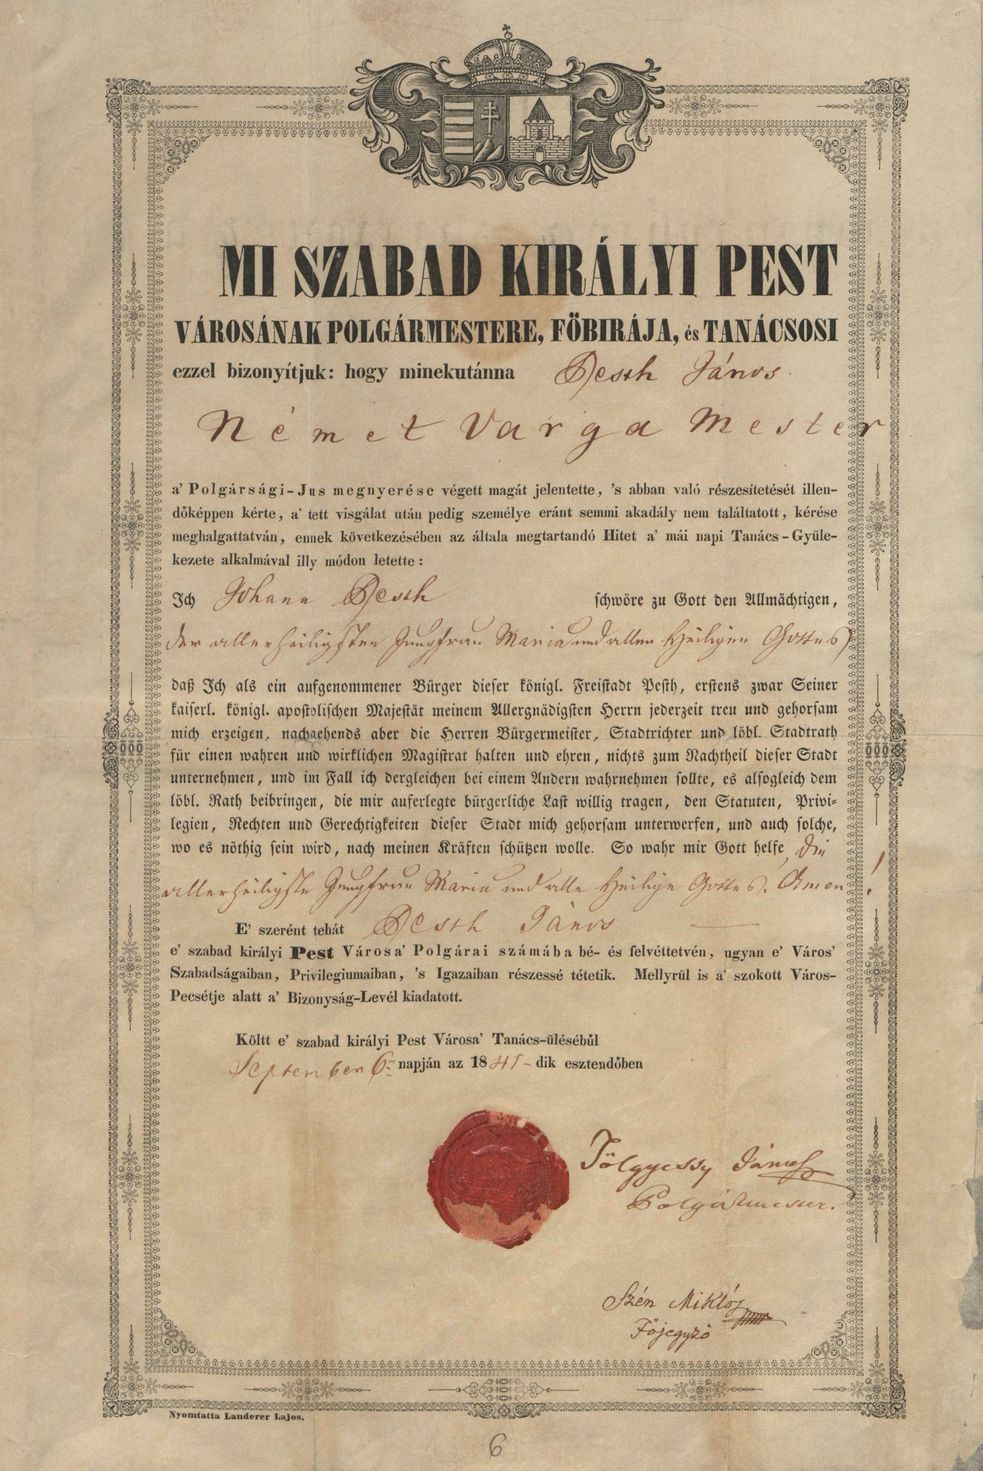 MI SZABAD KIRÁLYI PEST
VÁROSÁNAK POLGÁRMESTERE, FŐBIRÁJA, és TANÁCSOSI
ezzel bizonyítjuk: hogy minekutánna Resch János
Német Varga Mester
a' Polgársági-Jus megnyerése végett magát jelentette, 's abban való részesítetését illen-
dőképpen kérte, a' tett visgálat után pedig személye eránt semmi akadály nem találtatott, kérése
meghalgattatván, ennek következésében az általa megtartandó Hitet a' mái napi Tanács-Gyüle-
kezete alkalmával illy módon letette:
Ich Johann Resch schwöre zu Gott den Allmächtigen,
der allerheiligsten Jungfrau Maria und allen Heiligen Gottes,
daß Ich als ein aufgenommener Bürger dieser königl. Freistadt Pesth, erstens zwar Seiner
kaiserl. königl. apostolischen Majestät meinem Allergnädigsten Herrn jederzeit treu und gehorsam
mich erzeigen, nachgehends aber die Herren Bürgermeister, Stadtrichter und löbl. Stadtrath
für einen wahren und wirklichen Magistrat halten und ehren, nichts zum Nachtheil dieser Stadt
unternehmen, und im Fall ich dergleichen bei einem Andern wahrnehmen sollte, es alsogleich dem
löbl. Rath beibringen, die mir auferlegte bürgerliche Last willig tragen, den Statuten, Privi-
legien, Rechten und Gerechtigkeiten dieser Stadt mich gehorsam unterwerfen, und auch solche,
wo es nöthig sein wird, nach meinen Kräften schützen wolle. So wahr mir Gott helfe, die
allerheiligste Jungfrau Maria und alle Heilige Gottes. Amen!
E' szerént tehát Resch János
e' szabad királyi Pest Városa' Polgárai számába bé- és felvéttetvén, ugyan e' Város'
Szabadságaiban, Privilegiumaiban, 's Igazaiban részessé tétetik. Mellyrül is a' szokott Város-
Pecsétje alatt a' Bizonyság-Levél kiadatott.
Költt e' szabad királyi Pest Városa' Tanács-üléséből
September 6 napján az 1841-dik esztendőben
Tölgyessy János
Polgármester.
Szén Miklós
Főjegyző
Nyomtatta Landerer Lajos.
6